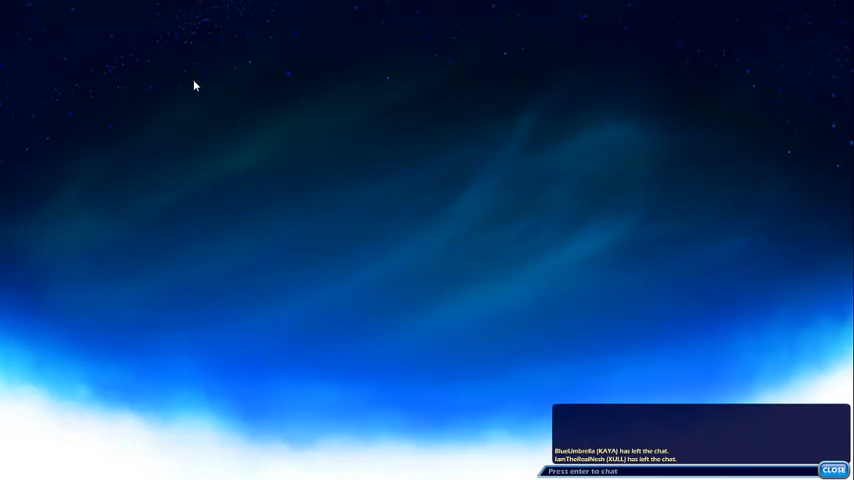 BlueUmbrella (KAYA) has left the chat.
IamTheRealNesh (XULL) has left the chat.
Press enter to chat
CLOSE